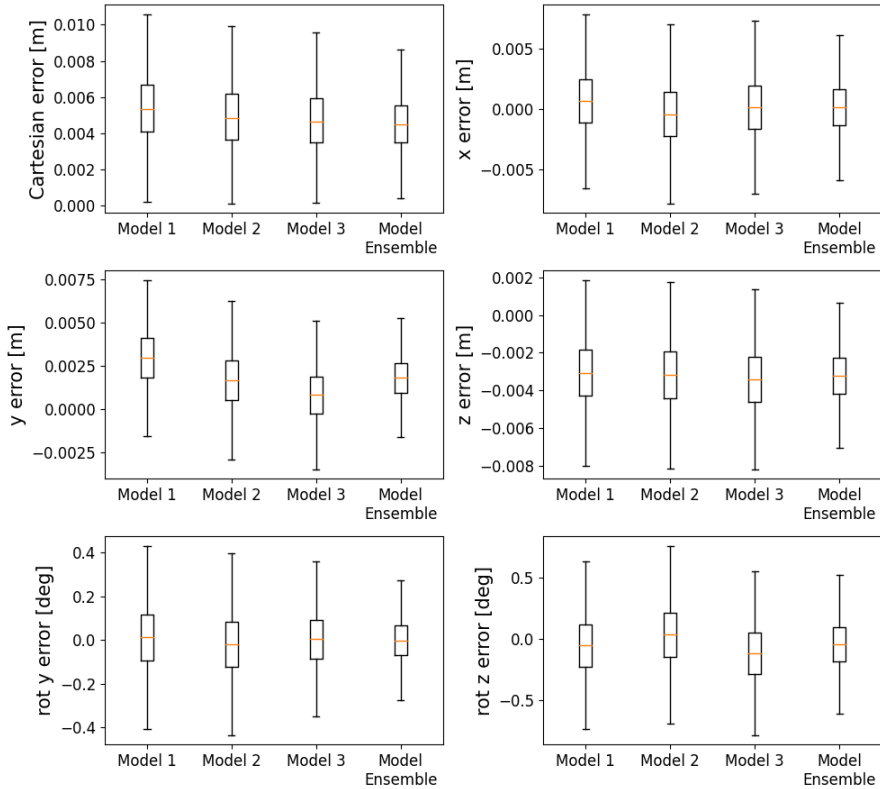 Cartesian error [m]
0.010
0.008
0.006
0.004
0.002
0.000
Model 1 Model 2 Model 3 Model
Ensemble
x error [m]
0.005
0.000
−0.005
Model 1 Model 2 Model 3 Model
Ensemble
y error [m]
0.0075
0.0050
0.0025
0.0000
−0.0025
Model 1 Model 2 Model 3 Model
Ensemble
z error [m]
0.002
0.000
−0.002
−0.004
−0.006
−0.008
Model 1 Model 2 Model 3 Model
Ensemble
rot y error [deg]
0.4
0.2
0.0
−0.2
−0.4
Model 1 Model 2 Model 3 Model
Ensemble
rot z error [deg]
0.5
0.0
−0.5
Model 1 Model 2 Model 3 Model
Ensemble